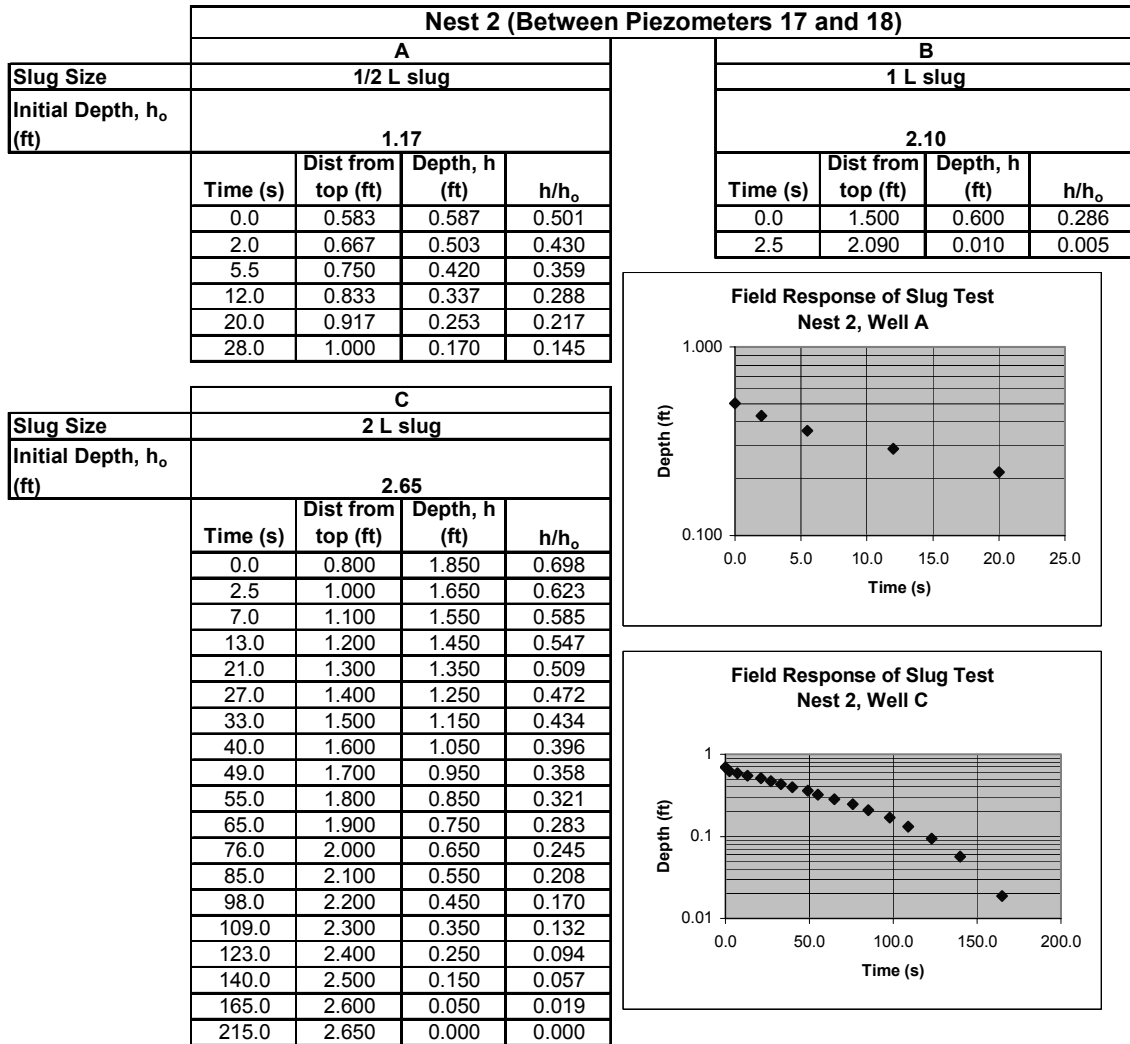 Nest 2 (Between Piezometers 17 and 18)
A
Slug Size 1/2 L slug
Initial Depth, ho
(ft) 1.17
Time (s) Dist from top (ft) Depth, h (ft) h/ho
0.0 0.583 0.587 0.501
2.0 0.667 0.503 0.430
5.5 0.750 0.420 0.359
12.0 0.833 0.337 0.288
20.0 0.917 0.253 0.217
28.0 1.000 0.170 0.145
B
1 L slug
2.10
Time (s) Dist from top (ft) Depth, h (ft) h/ho
0.0 1.500 0.600 0.286
2.5 2.090 0.010 0.005
Field Response of Slug Test
Nest 2, Well A
Depth (ft)
1.000
0.100
0.0 5.0 10.0 15.0 20.0 25.0
Time (s)
C
Slug Size 2 L slug
Initial Depth, ho
(ft) 2.65
Time (s) Dist from top (ft) Depth, h (ft) h/ho
0.0 0.800 1.850 0.698
2.5 1.000 1.650 0.623
7.0 1.100 1.550 0.585
13.0 1.200 1.450 0.547
21.0 1.300 1.350 0.509
27.0 1.400 1.250 0.472
33.0 1.500 1.150 0.434
40.0 1.600 1.050 0.396
49.0 1.700 0.950 0.358
55.0 1.800 0.850 0.321
65.0 1.900 0.750 0.283
76.0 2.000 0.650 0.245
85.0 2.100 0.550 0.208
98.0 2.200 0.450 0.170
109.0 2.300 0.350 0.132
123.0 2.400 0.250 0.094
140.0 2.500 0.150 0.057
165.0 2.600 0.050 0.019
215.0 2.650 0.000 0.000
Field Response of Slug Test
Nest 2, Well C
Depth (ft)
1
0.1
0.01
0.0 50.0 100.0 150.0 200.0
Time (s)